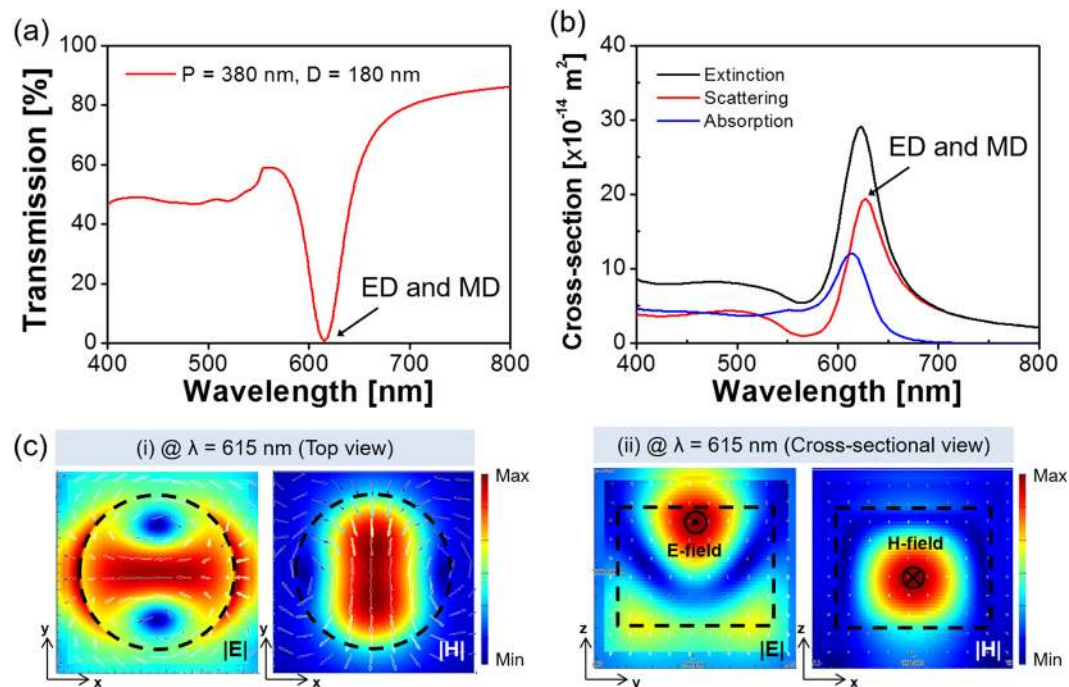 (a)
100
80
60
40
20
0
Transmission [%]
P = 380 nm, D = 180 nm
ED and MD
400 500 600 700 800
Wavelength [nm]
(b)
40
30
20
10
0
Cross-section [x10⁻¹⁴ m²]
Extinction
Scattering
Absorption
ED and MD
400 500 600 700 800
Wavelength [nm]
(c)
(i) @ λ = 615 nm (Top view)
y
x
|E|
y
x
|H|
Max
Min
(ii) @ λ = 615 nm (Cross-sectional view)
E-field
z
y
|E|
H-field
z
x
|H|
Max
Min